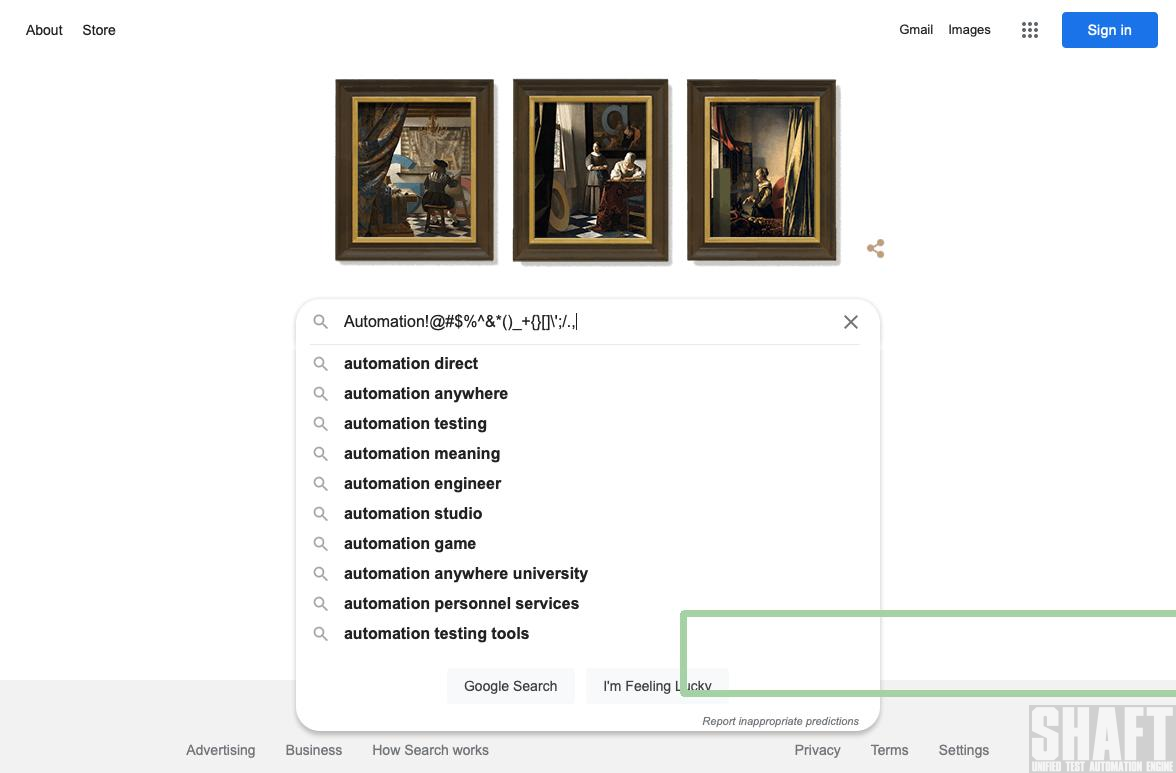 About Store Gmail Images Sign in
Automation!@#$%^&*()_+{}[]\';/.,
automation direct
automation anywhere
automation testing
automation meaning
automation engineer
automation studio
automation game
automation anywhere university
automation personnel services
automation testing tools
Google Search I'm Feeling Lucky
Report inappropriate predictions
Advertising Business How Search works Privacy Terms Settings
SHAFT
UNIFIED TEST AUTOMATION ENGINE